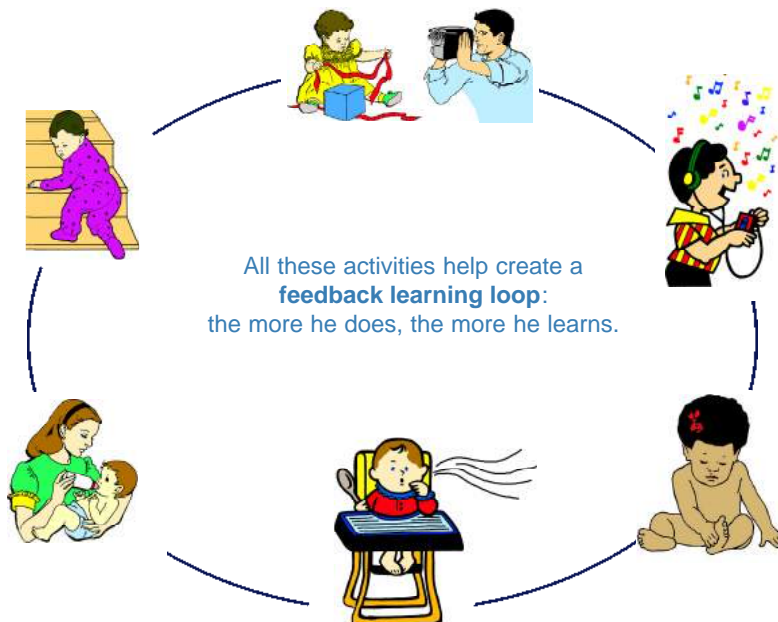 All these activities help create a
feedback learning loop:
the more he does, the more he learns.